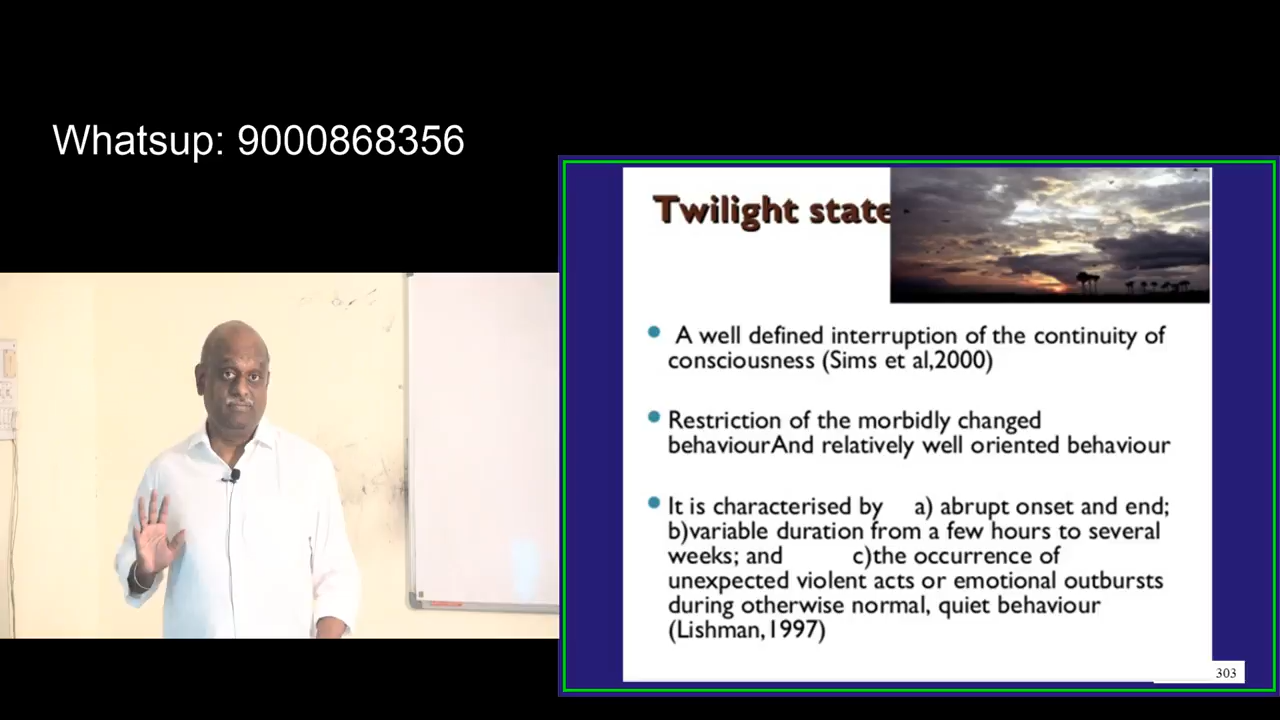 Whatsup: 9000868356
Twilight state
A well defined interruption of the continuity of
consciousness (Sims et al,2000)
Restriction of the morbidly changed
behaviourAnd relatively well oriented behaviour
It is characterised by a) abrupt onset and end;
b)variable duration from a few hours to several
weeks; and c)the occurrence of
unexpected violent acts or emotional outbursts
during otherwise normal, quiet behaviour
(Lishman,1997)
303